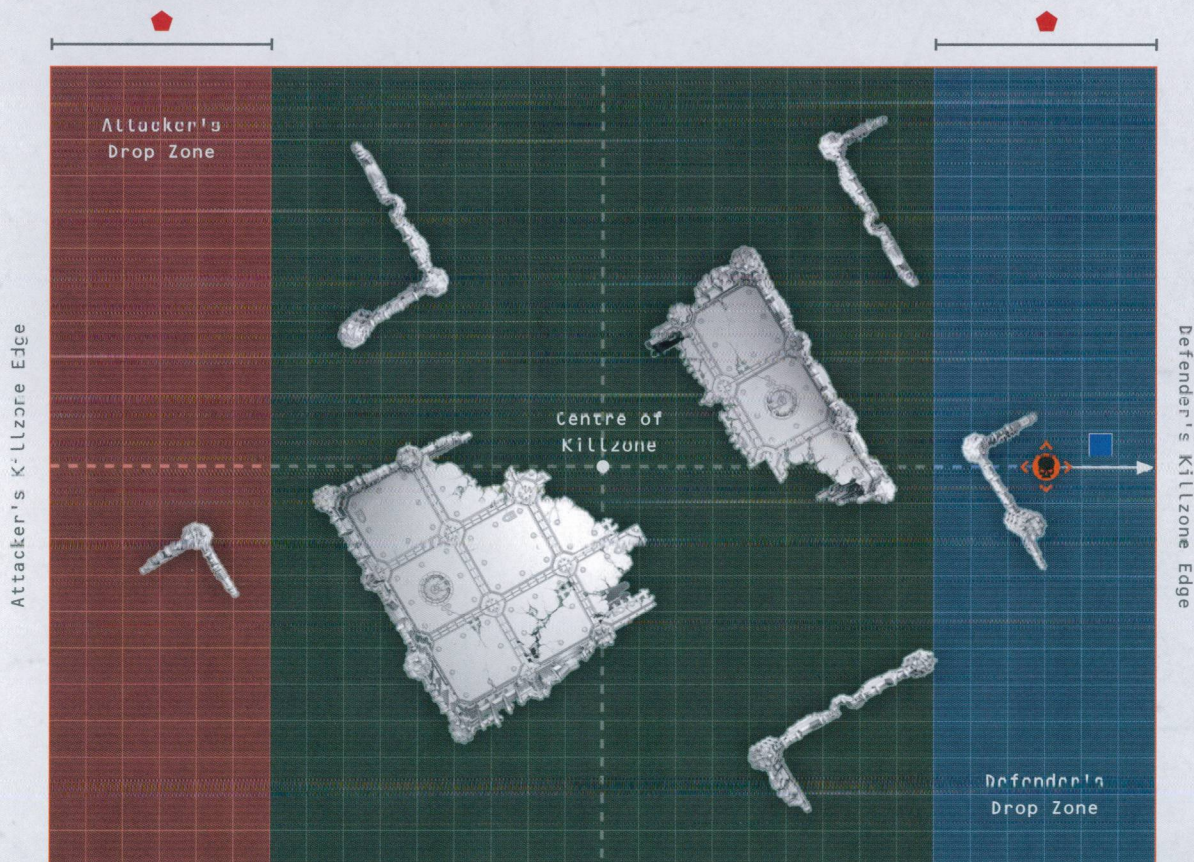 Attacker's
Drop Zone
Attacker's Killzone Edge
Centre of
Killzone
Defender's Killzone Edge
Defender's
Drop Zone